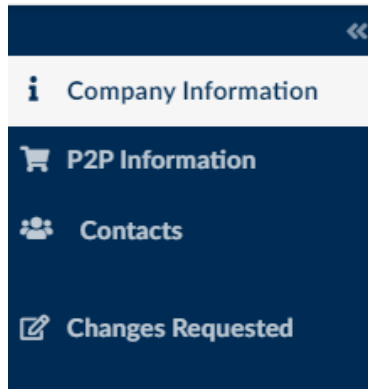 Company Information
P2P Information
Contacts
Changes Requested